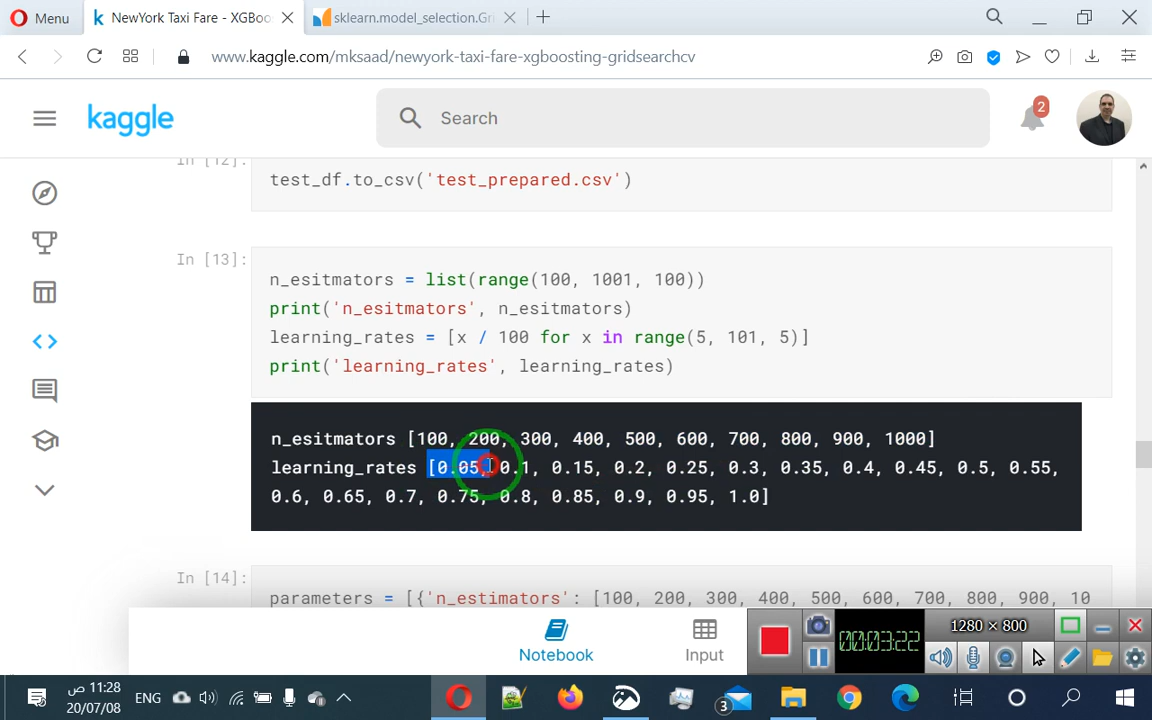 Menu
NewYork Taxi Fare - XGBoo
sklearn.model_selection.Gr
www.kaggle.com/mksaad/newyork-taxi-fare-xgboosting-gridsearchcv
kaggle
Search
2
In [12]:
test_df.to_csv('test_prepared.csv')
In [13]:
n_esitmators = list(range(100, 1001, 100))
print('n_esitmators', n_esitmators)
learning_rates = [x / 100 for x in range(5, 101, 5)]
print('learning_rates', learning_rates)
n_esitmators [100, 200, 300, 400, 500, 600, 700, 800, 900, 1000]
learning_rates [0.05, 0.1, 0.15, 0.2, 0.25, 0.3, 0.35, 0.4, 0.45, 0.5, 0.55,
0.6, 0.65, 0.7, 0.75, 0.8, 0.85, 0.9, 0.95, 1.0]
In [14]:
parameters = [{'n_estimators': [100, 200, 300, 400, 500, 600, 700, 800, 900, 10
Notebook
Input
000:03:22
1280 × 800
11:28 ص
20/07/08
ENG
3